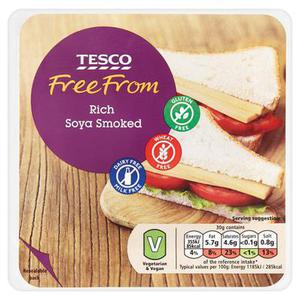 TESCO
Free From
Rich
Soya Smoked
GLUTEN
FREE
WHEAT
FREE
DAIRY FREE
MILK FREE
Serving suggestion
30g contains
Energy Fat Saturates Sugars Salt
355kJ
85kcal 5.7g 4.6g <0.1g 0.8g
4% 8% 23% <1% 13%
of the reference intake*
Typical values per 100g: Energy 1185kJ / 285kcal
V
Vegetarian
& Vegan
Resealable
pack